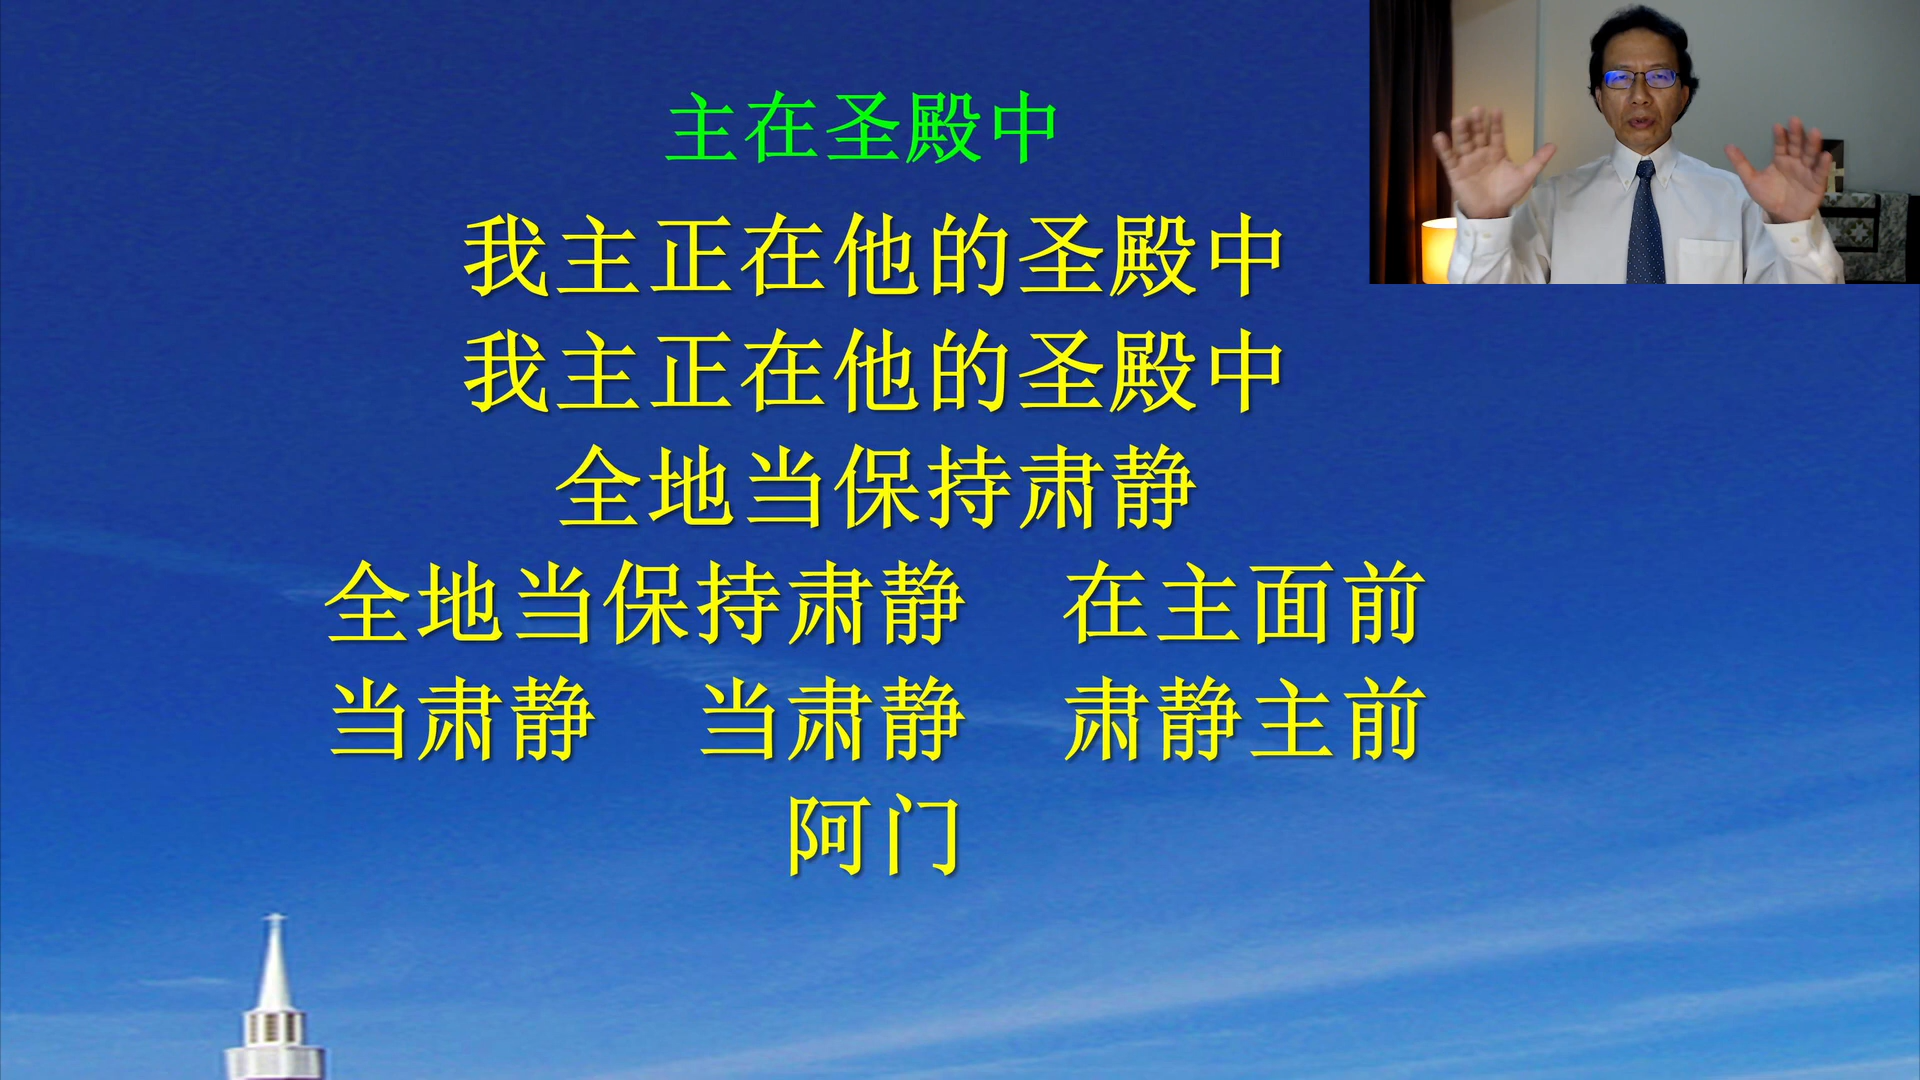 主在圣殿中
我主正在他的圣殿中
我主正在他的圣殿中
全地当保持肃静
全地当保持肃静　在主面前
当肃静　当肃静　肃静主前
阿门